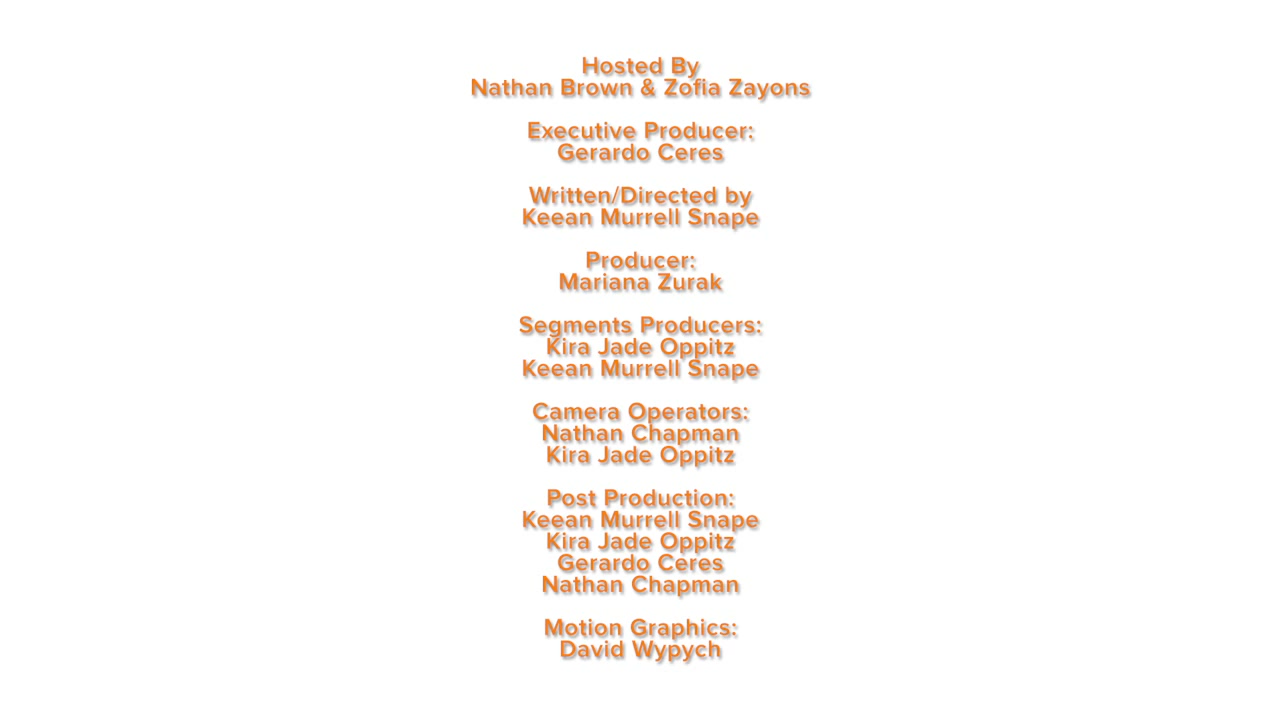 Hosted By
Nathan Brown & Zofia Zayons
Executive Producer:
Gerardo Ceres
Written/Directed by
Keean Murrell Snape
Producer:
Mariana Zurak
Segments Producers:
Kira Jade Oppitz
Keean Murrell Snape
Camera Operators:
Nathan Chapman
Kira Jade Oppitz
Post Production:
Keean Murrell Snape
Kira Jade Oppitz
Gerardo Ceres
Nathan Chapman
Motion Graphics:
David Wypych